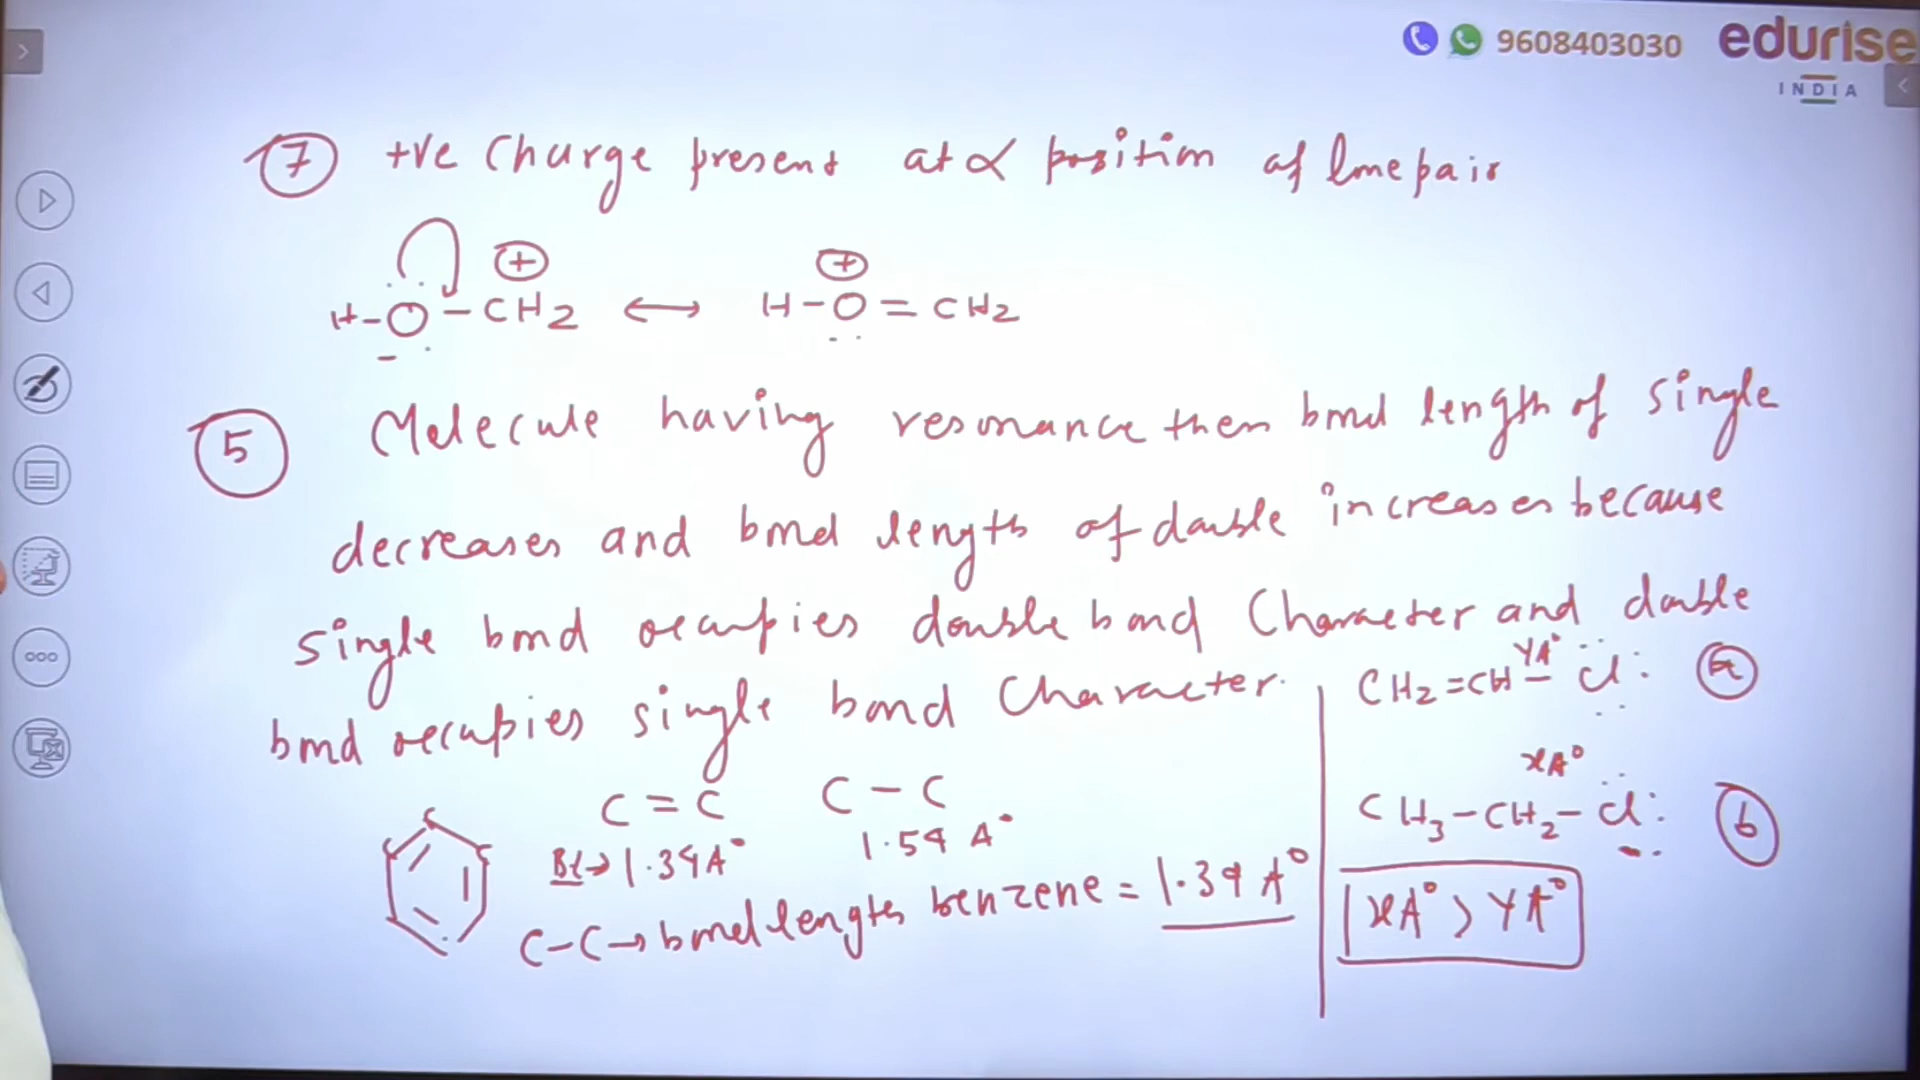 9608403030 edurise
INDIA
7 +ve Charge present at α position of lone pair
H-O-CH2 ⊕ ↔ H-O=CH2 ⊕
5 Molecule having resonance then bond length of single
decreases and bond length of double increases because
single bond occupies double bond Character and double
bond occupies single bond Character.
C=C C-C
BL→1.34A° 1.54 A°
C-C→bond length benzene = 1.39 A°
CH2=CH-Cl: YA° a
CH3-CH2-Cl: xA° b
xA° > YA°